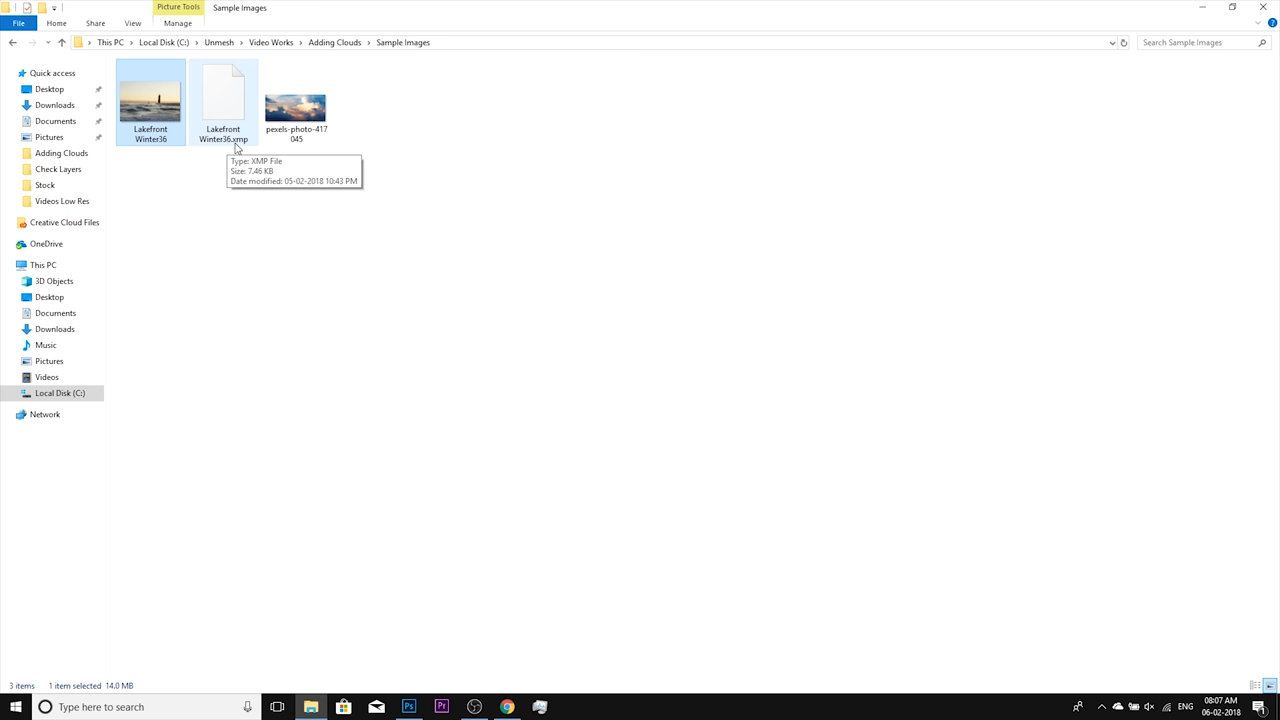 Picture Tools
Sample Images
File
Home
Share
View
Manage
This PC
Local Disk (C:)
Unmesh
Video Works
Adding Clouds
Sample Images
Search Sample Images
Quick access
Desktop
Downloads
Documents
Pictures
Adding Clouds
Check Layers
Stock
Videos Low Res
Creative Cloud Files
OneDrive
This PC
3D Objects
Desktop
Documents
Downloads
Music
Pictures
Videos
Local Disk (C:)
Network
Lakefront
Winter36
Lakefront
Winter36.xmp
pexels-photo-417
045
Type: XMP File
Size: 7.46 KB
Date modified: 05-02-2018 10:43 PM
3 items
1 item selected 14.0 MB
Type here to search
Ps
Pr
ENG
08:07 AM
06-02-2018